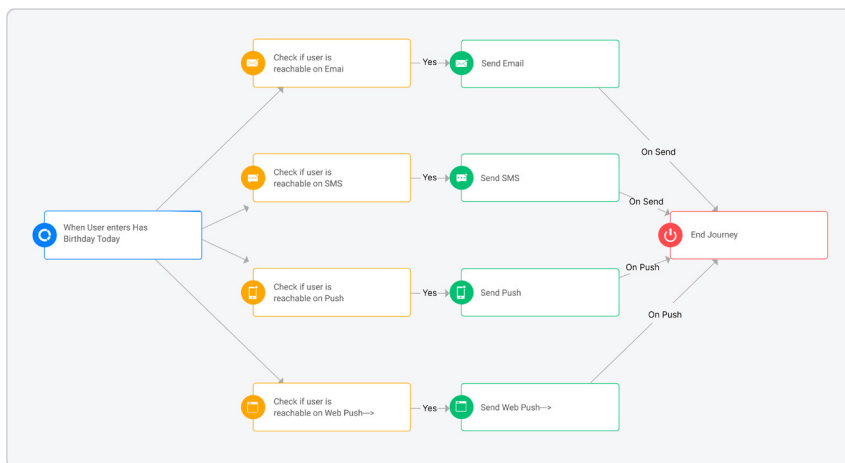 Check if user is
reachable on Emai
Yes
Send Email
On Send
Check if user is
reachable on SMS
Yes
Send SMS
On Send
When User enters Has
Birthday Today
End Journey
Check if user is
reachable on Push
Yes
Send Push
On Push
On Push
Check if user is
reachable on Web Push--->
Yes
Send Web Push--->